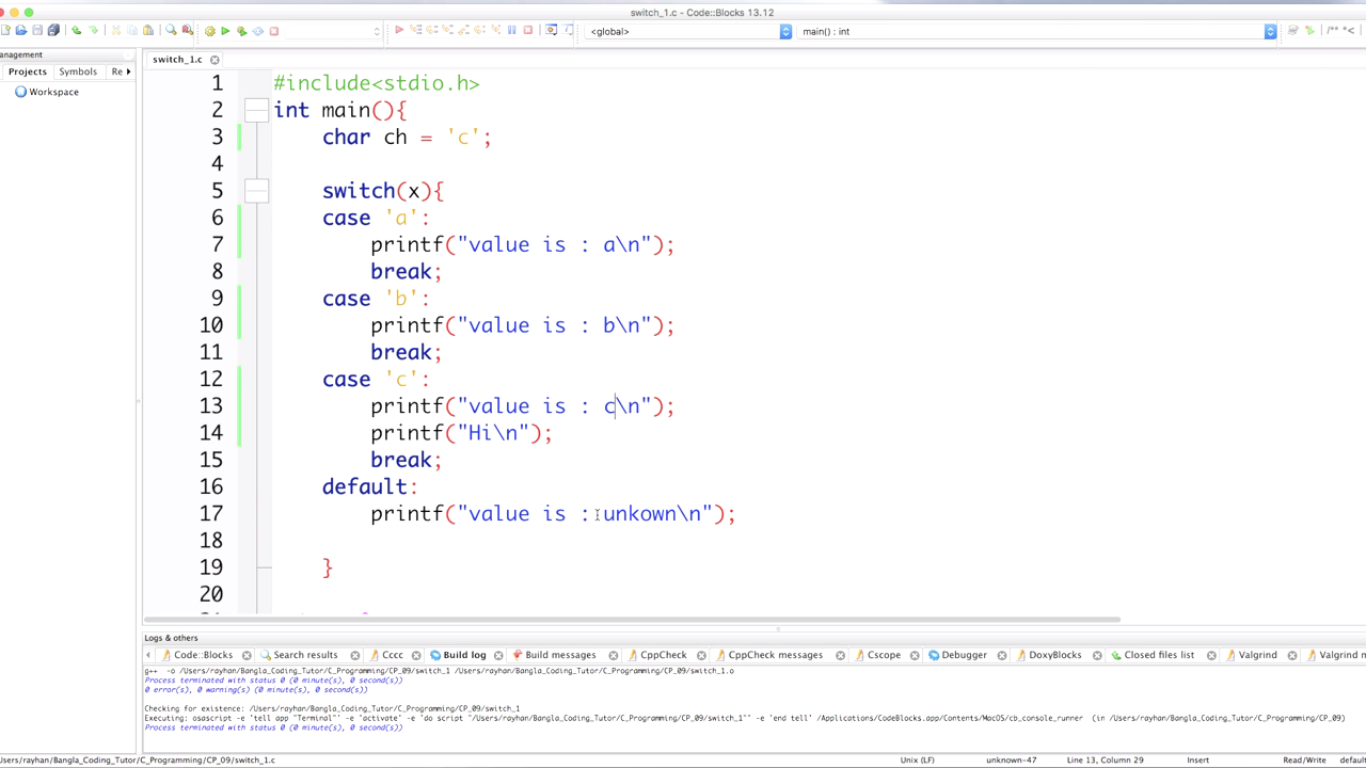 switch_1.c - Code::Blocks 13.12
<global> main() : int
anagement
switch_1.c
Projects Symbols Re
Workspace
1 #include<stdio.h>
2 int main(){
3 char ch = 'c';
4
5 switch(x){
6 case 'a':
7 printf("value is : a\n");
8 break;
9 case 'b':
10 printf("value is : b\n");
11 break;
12 case 'c':
13 printf("value is : c\n");
14 printf("Hi\n");
15 break;
16 default:
17 printf("value is : unkown\n");
18
19 }
20
Logs & others
Code::Blocks Search results Cccc Build log Build messages CppCheck CppCheck messages Cscope Debugger DoxyBlocks Closed files list Valgrind Valgrind m
g++ -o /Users/rayhan/Bangla_Coding_Tutor/C_Programming/CP_09/switch_1 /Users/rayhan/Bangla_Coding_Tutor/C_Programming/CP_09/switch_1.o
Process terminated with status 0 (0 minute(s), 0 second(s))
0 error(s), 0 warning(s) (0 minute(s), 0 second(s))
Checking for existence: /Users/rayhan/Bangla_Coding_Tutor/C_Programming/CP_09/switch_1
Executing: osascript -e 'tell app "Terminal"' -e 'activate' -e 'do script "/Users/rayhan/Bangla_Coding_Tutor/C_Programming/CP_09/switch_1"' -e 'end tell' /Applications/CodeBlocks.app/Contents/MacOS/cb_console_runner (in /Users/rayhan/Bangla_Coding_Tutor/C_Programming/CP_09)
Process terminated with status 0 (0 minute(s), 0 second(s))
Users/rayhan/Bangla_Coding_Tutor/C_Programming/CP_09/switch_1.c Unix (LF) unknown-47 Line 13, Column 29 Insert Read/Write default